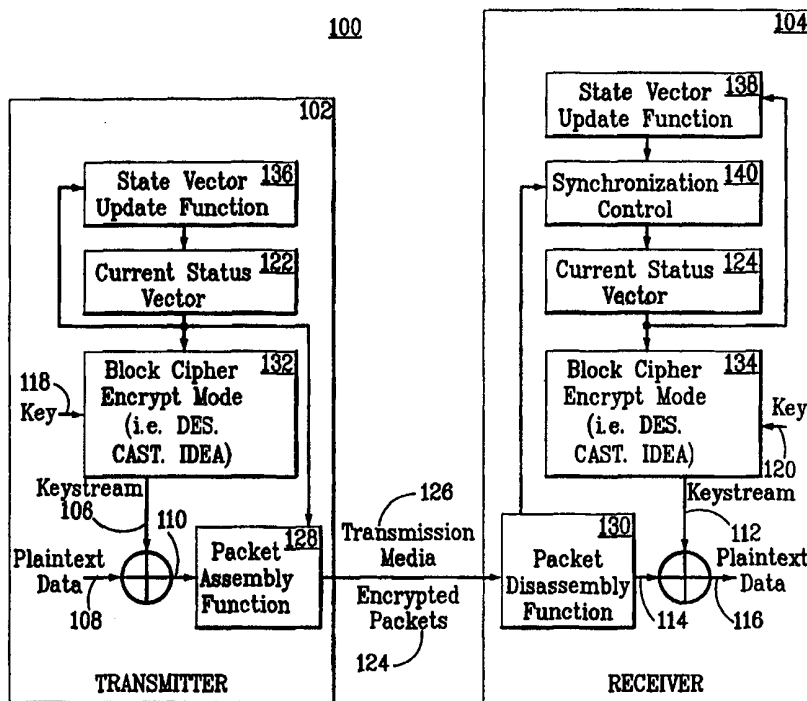 100
104
102
State Vector 138
Update Function
State Vector 136
Update Function
Synchronization 140
Control
Current Status 122
Vector
Current Status 124
Vector
Block Cipher 132
Encrypt Mode
(i.e. DES.
CAST. IDEA)
118
Key
Block Cipher 134
Encrypt Mode
(i.e. DES.
CAST. IDEA)
Key
120
Keystream
106
110
Plaintext
Data
108
Packet 128
Assembly
Function
126
Transmission
Media
Encrypted
Packets
124
130
Packet
Disassembly
Function
Keystream
112
Plaintext
Data
114
116
TRANSMITTER
RECEIVER